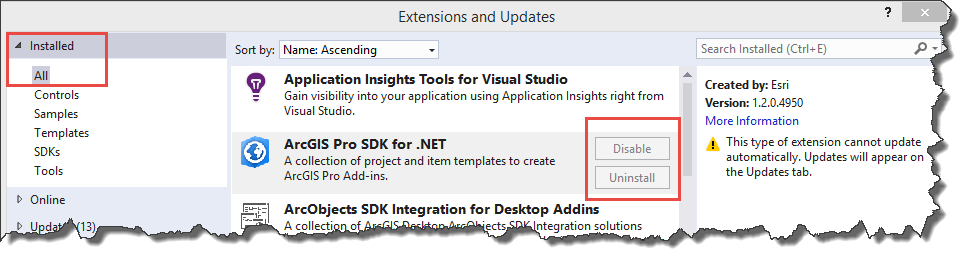 Extensions and Updates
?
Installed
All
Controls
Samples
Templates
SDKs
Tools
Online
Updates (13)
Sort by: Name: Ascending
Application Insights Tools for Visual Studio
Gain visibility into your application using Application Insights right from
Visual Studio.
ArcGIS Pro SDK for .NET
A collection of project and item templates to create
ArcGIS Pro Add-ins.
Disable
Uninstall
ArcObjects SDK Integration for Desktop Addins
A collection of ArcGIS Desktop ArcObjects SDK Integration solutions
Search Installed (Ctrl+E)
Created by: Esri
Version: 1.2.0.4950
More Information
This type of extension cannot update
automatically. Updates will appear on
the Updates tab.